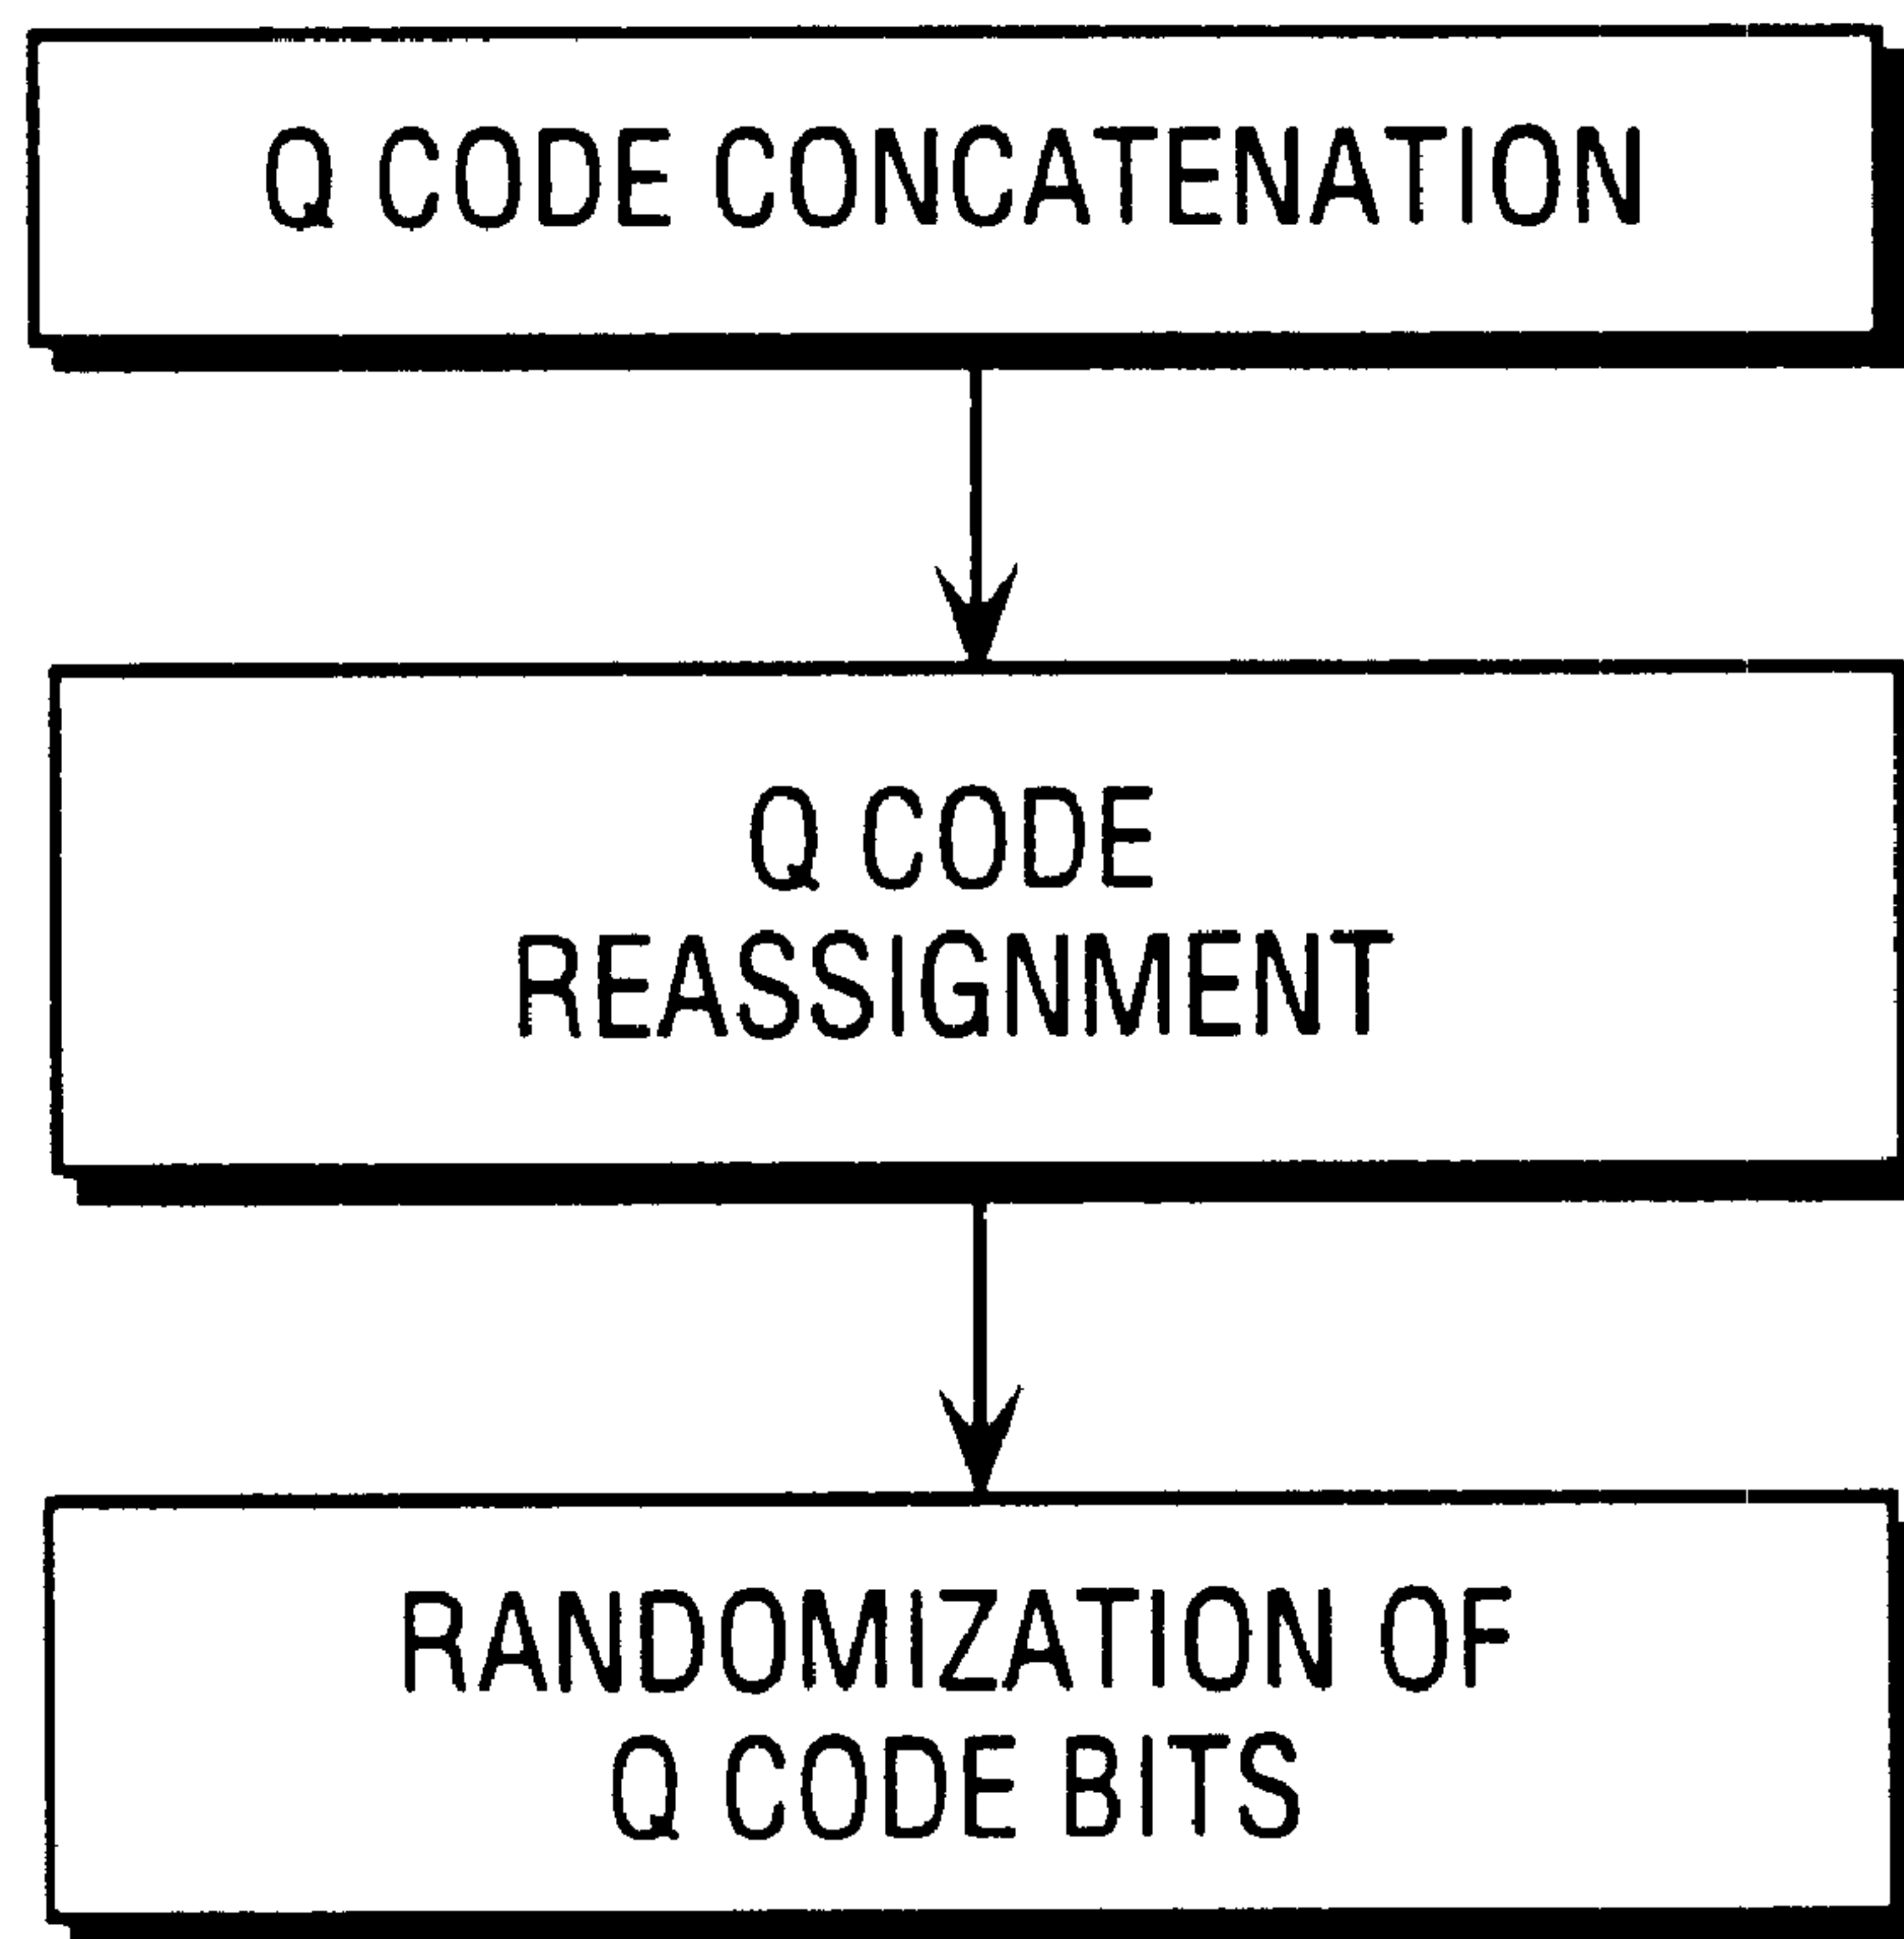 Q CODE CONCATENATION
Q CODE
REASSIGNMENT
RANDOMIZATION OF
Q CODE BITS